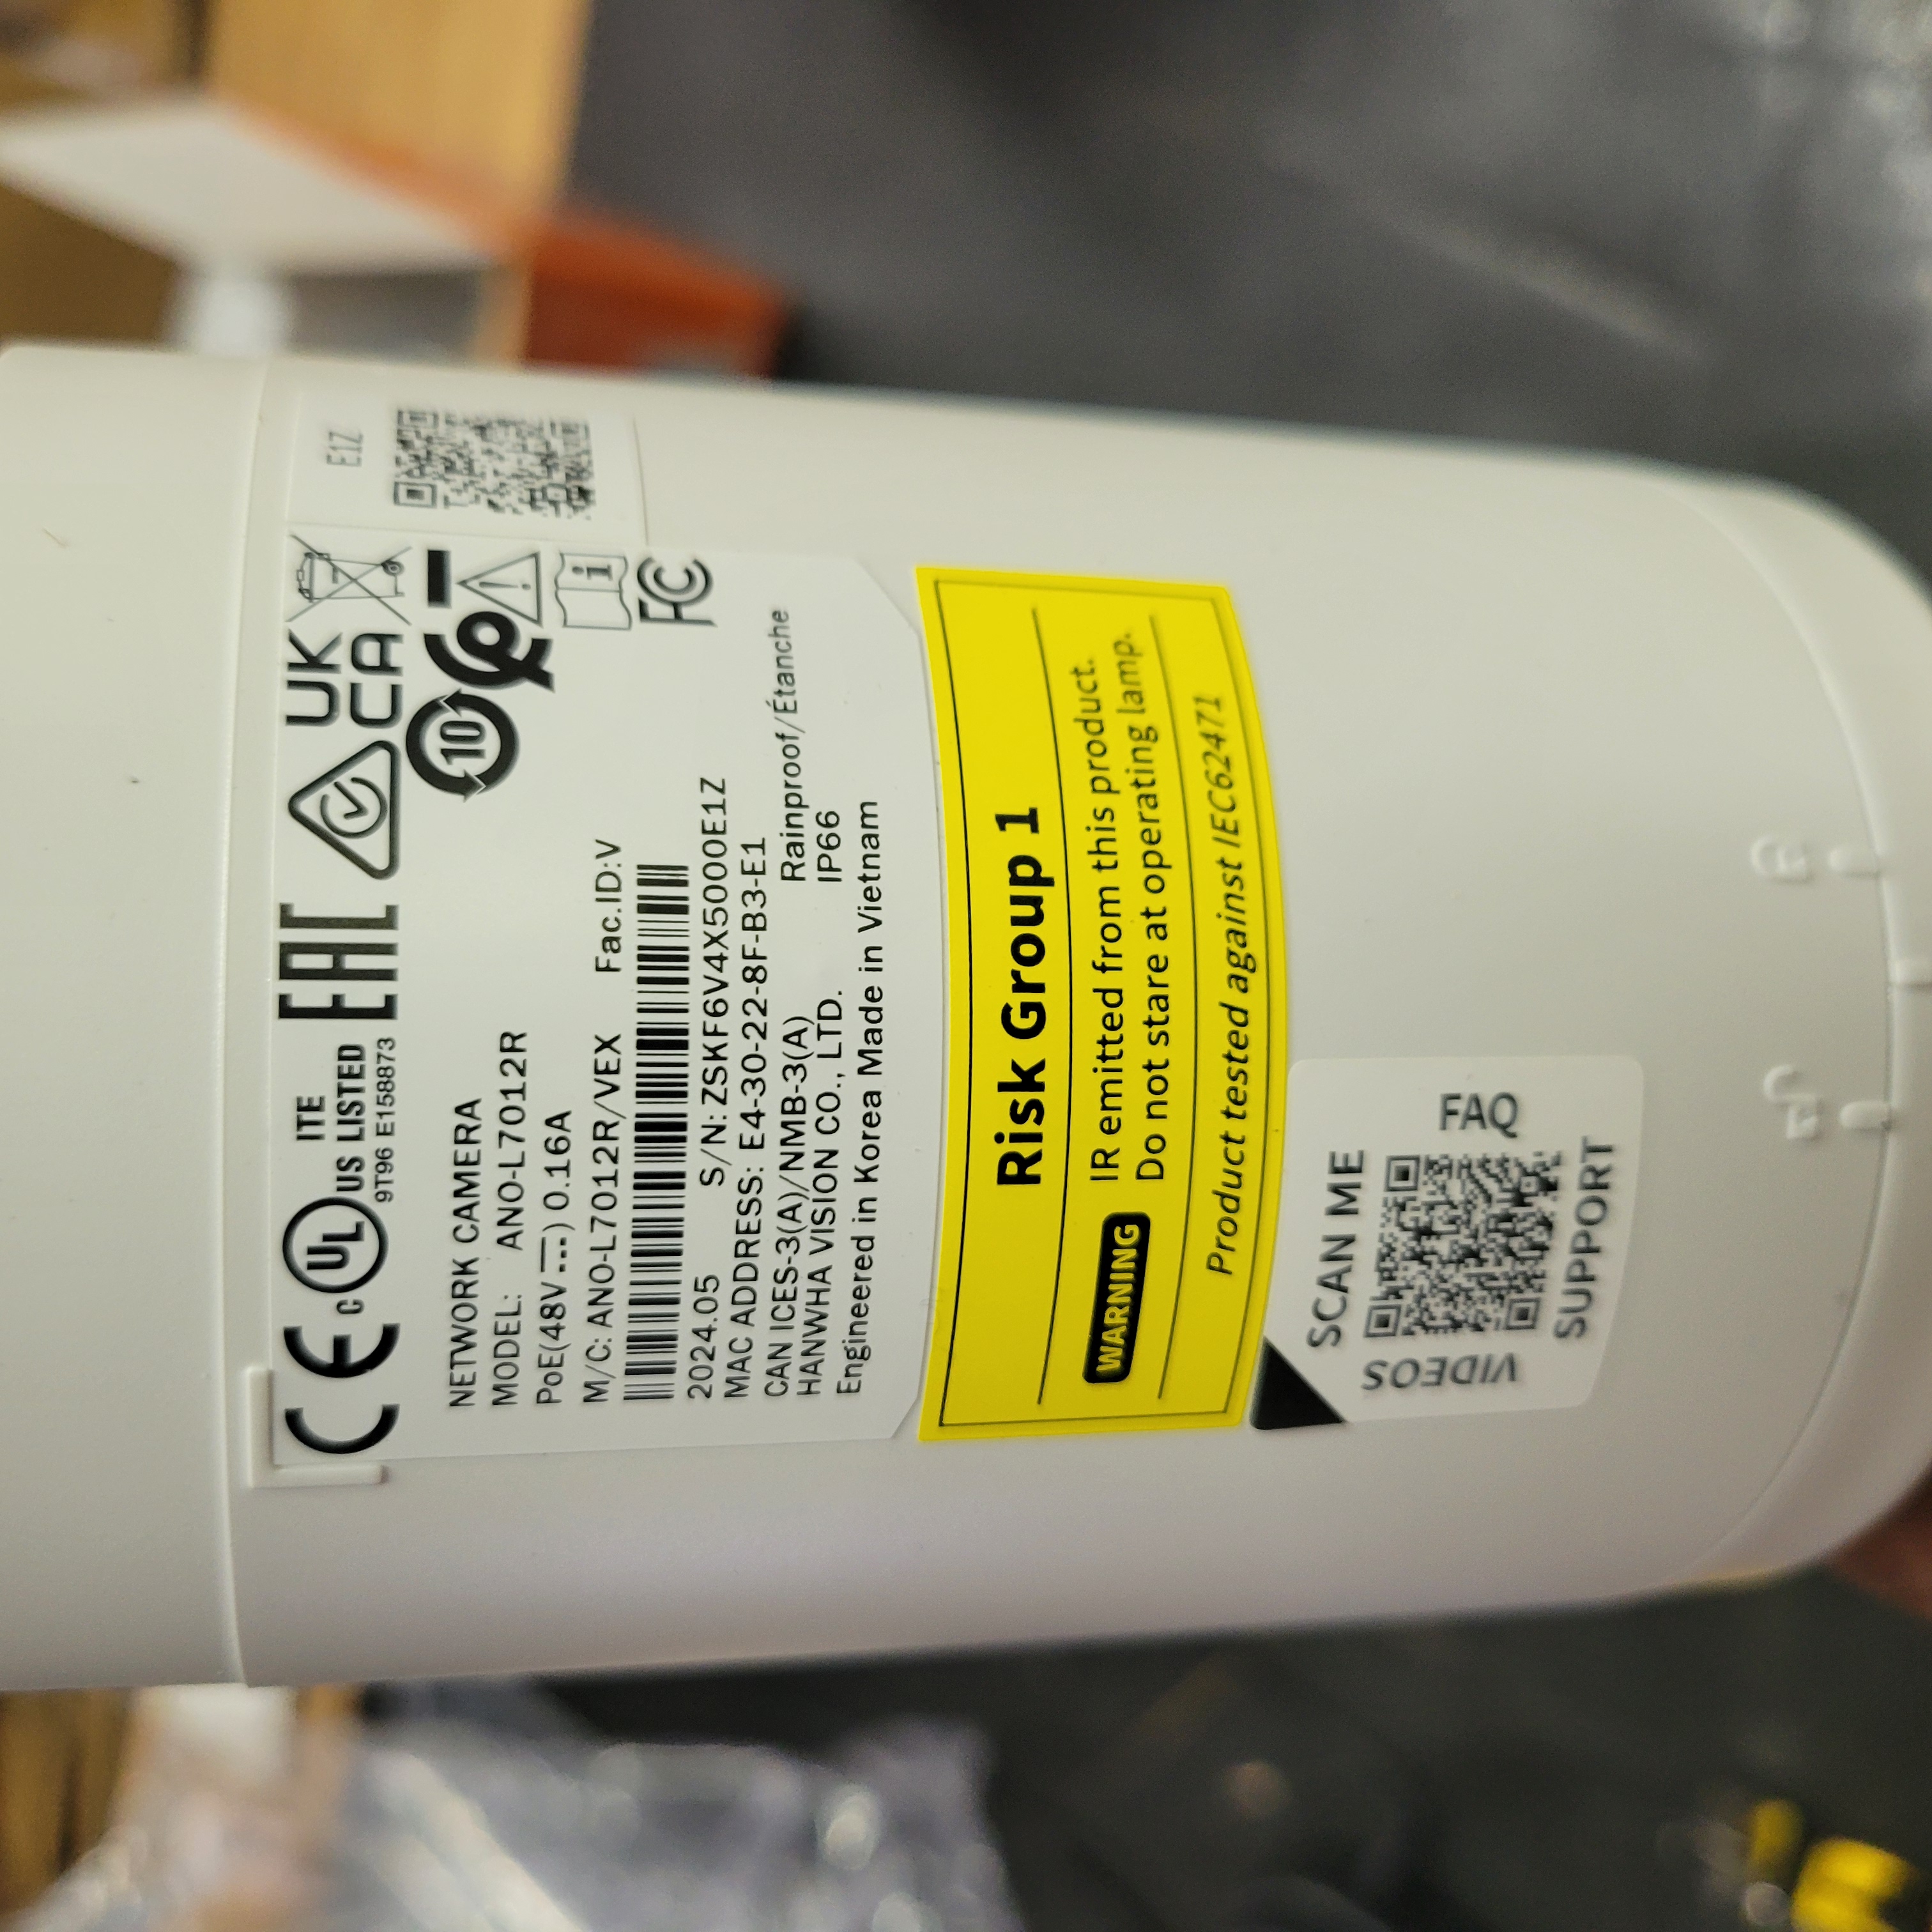 CE
c UL US LISTED
ITE
9T96 E158873
EAC
UK
CA
10
E1Z
NETWORK CAMERA
MODEL: ANO-L7012R
PoE(48V⎓) 0.16A
M/C: ANO-L7012R/VEX Fac.ID:V
FC
2024.05 S/N: ZSKF6V4X5000E1Z
MAC ADDRESS: E4-30-22-8F-B3-E1
CAN ICES-3(A)/NMB-3(A) Rainproof/Étanche
HANWHA VISION CO., LTD. IP66
Engineered in Korea Made in Vietnam
Risk Group 1
WARNING IR emitted from this product.
Do not stare at operating lamp.
Product tested against IEC62471
SCAN ME
VIDEOS
FAQ
SUPPORT